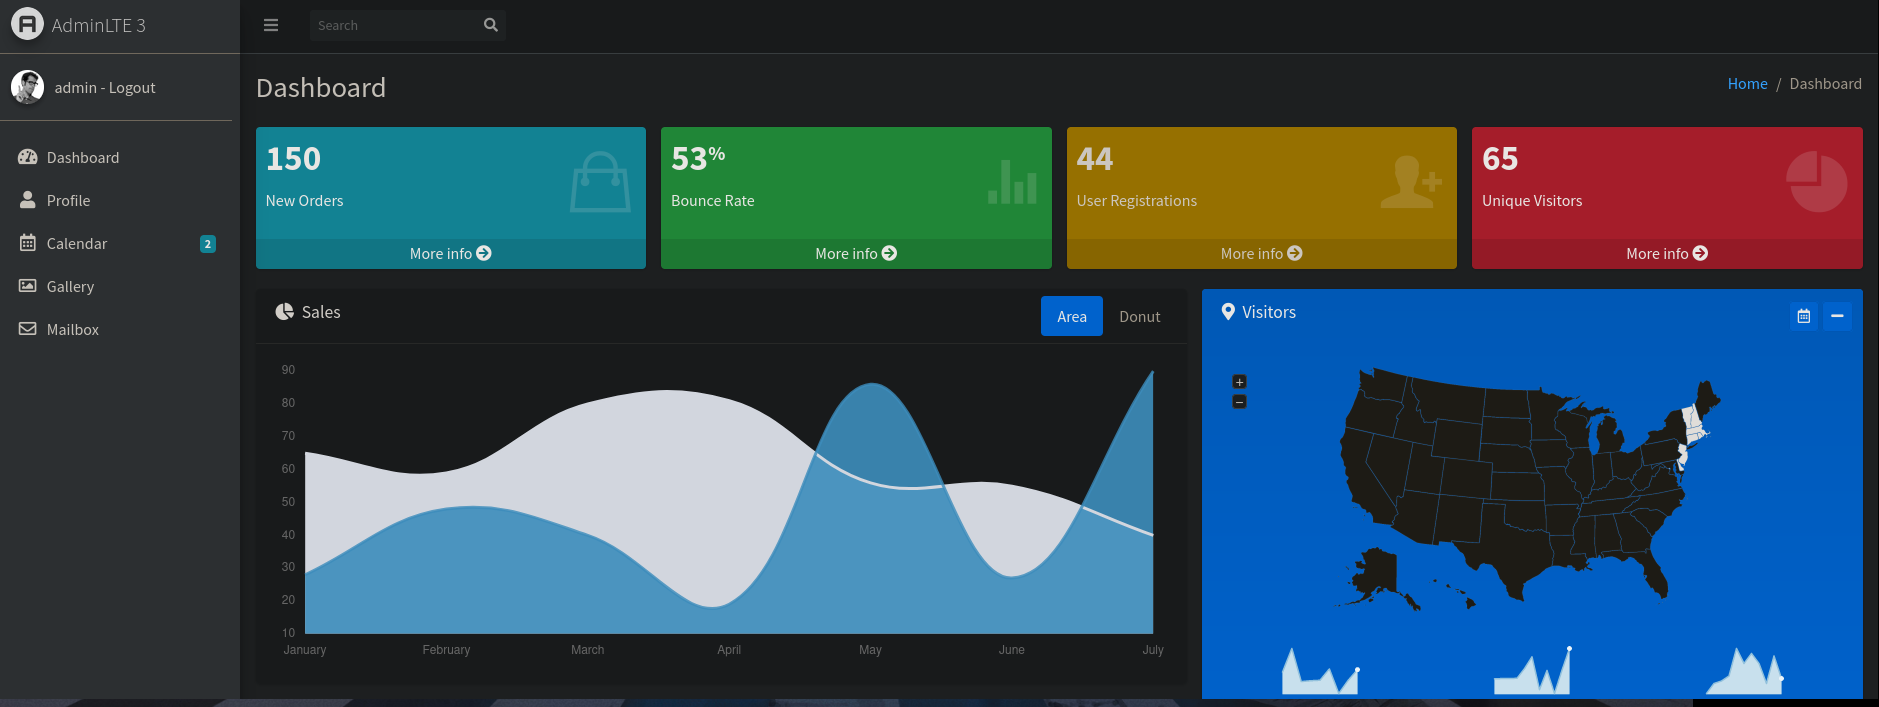 AdminLTE 3
Search
admin - Logout
Dashboard
Home / Dashboard
Dashboard
Profile
Calendar 2
Gallery
Mailbox
150
New Orders
More info
53%
Bounce Rate
More info
44
User Registrations
More info
65
Unique Visitors
More info
Sales
Area Donut
90
80
70
60
50
40
30
20
10
January February March April May June July
Visitors
+
−